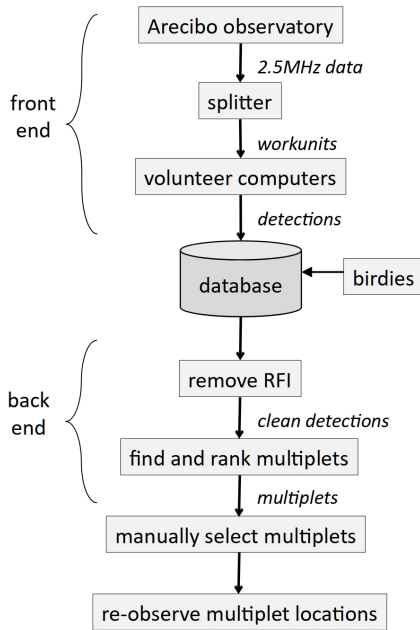 Arecibo observatory
2.5MHz data
front
end
splitter
workunits
volunteer computers
detections
database
birdies
remove RFI
back
end
clean detections
find and rank multiplets
multiplets
manually select multiplets
re-observe multiplet locations